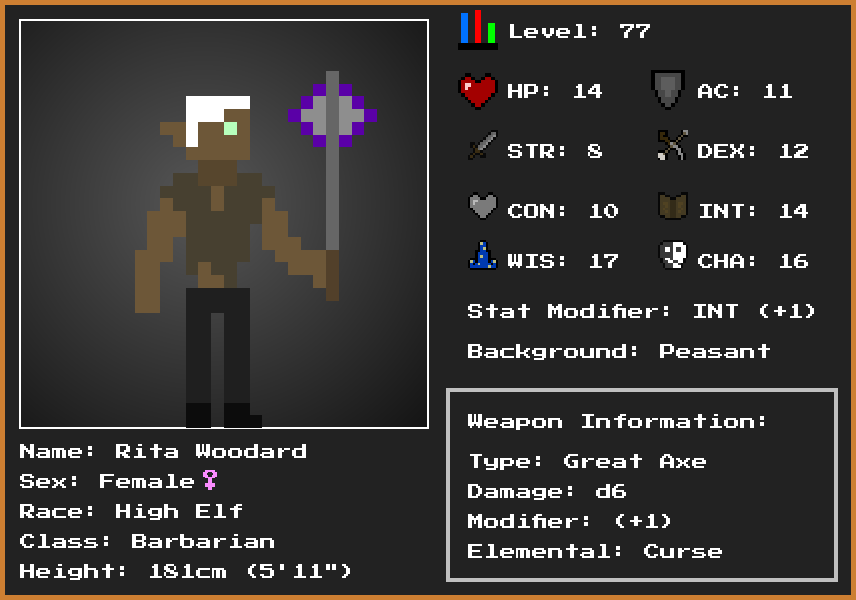 Level: 77
HP: 14
AC: 11
STR: 8
DEX: 12
CON: 10
INT: 14
WIS: 17
CHA: 16
Stat Modifier: INT (+1)
Background: Peasant
Name: Rita Woodard
Sex: Female♀
Race: High Elf
Class: Barbarian
Height: 181cm (5'11")
Weapon Information:
Type: Great Axe
Damage: d6
Modifier: (+1)
Elemental: Curse